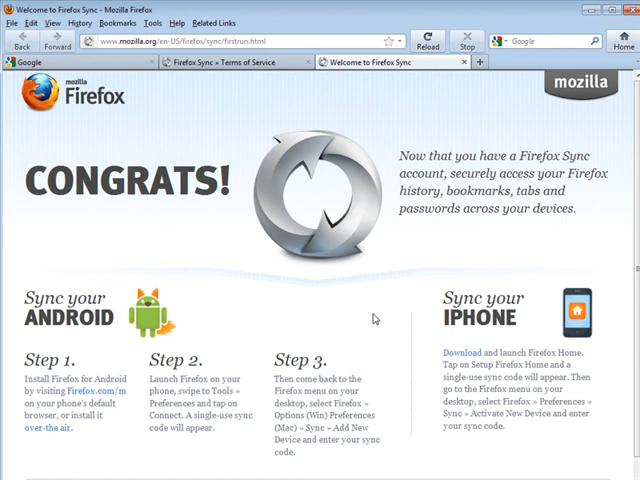 Welcome to Firefox Sync - Mozilla Firefox
File Edit View History Bookmarks Tools Help Related Links
Back Forward www.mozilla.org/en-US/firefox/sync/firstrun.html Reload Stop Google Home
Google Firefox Sync » Terms of Service Welcome to Firefox Sync
mozilla
Firefox
mozilla
CONGRATS!
Now that you have a Firefox Sync
account, securely access your Firefox
history, bookmarks, tabs and
passwords across your devices.
Sync your
ANDROID
Step 1.
Install Firefox for Android
by visiting Firefox.com/m
on your phone's default
browser, or install it
over-the air.
Step 2.
Launch Firefox on your
phone, swipe to Tools »
Preferences and tap on
Connect. A single-use sync
code will appear.
Step 3.
Then come back to the
Firefox menu on your
desktop, select Firefox »
Options (Win) Preferences
(Mac) » Sync » Add New
Device and enter your sync
code.
Sync your
IPHONE
Download and launch Firefox Home.
Tap on Setup Firefox Home and a
single-use sync code will appear. Then
go to the Firefox menu on your
desktop, select Firefox » Preferences »
Sync » Activate New Device and enter
your sync code.